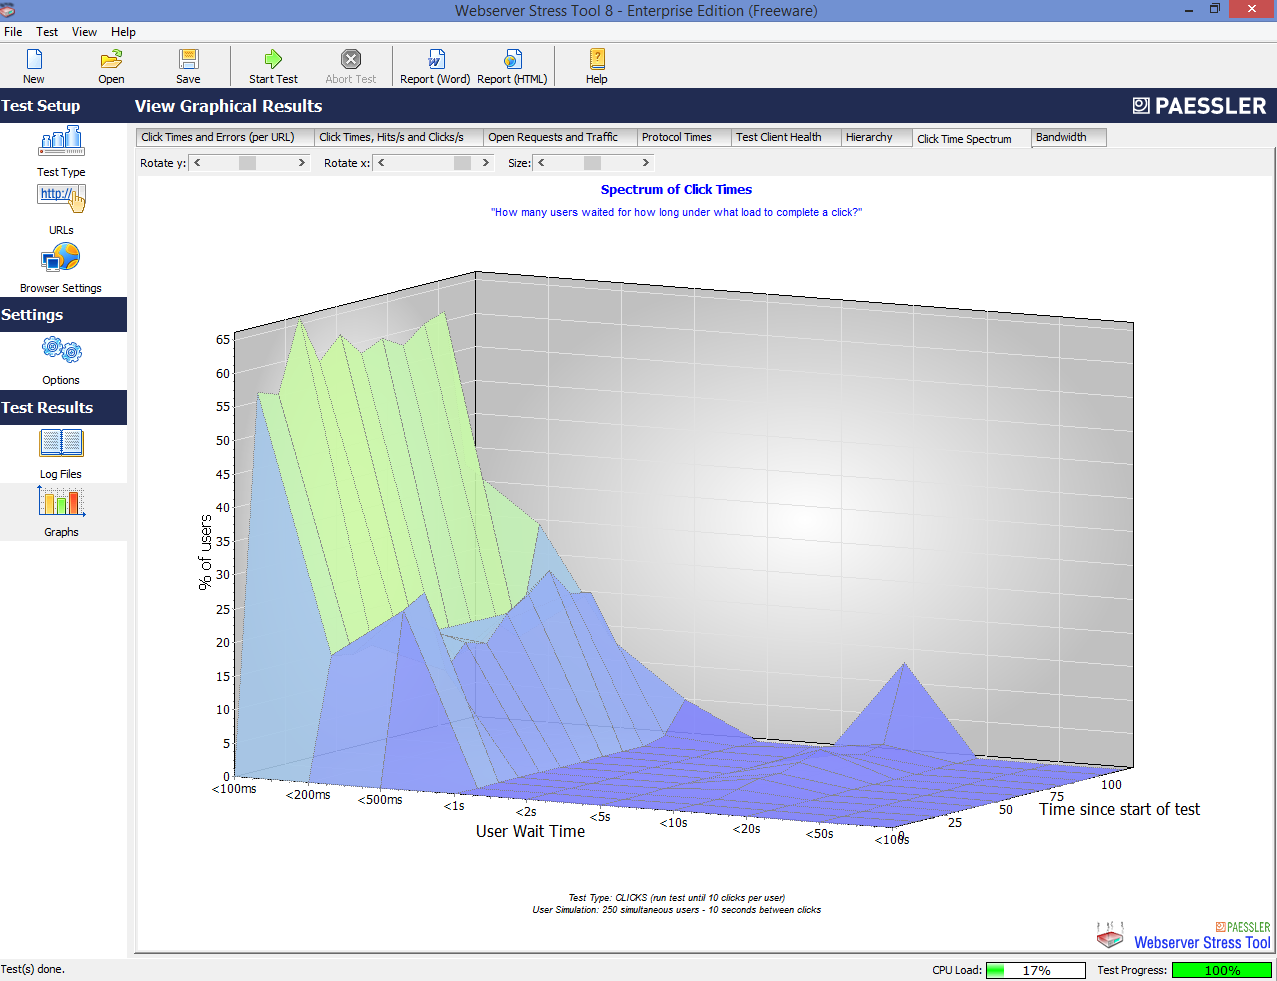 Webserver Stress Tool 8 - Enterprise Edition (Freeware)
File Test View Help
New Open Save Start Test Abort Test Report (Word) Report (HTML) Help
Test Setup
View Graphical Results
PAESSLER
Click Times and Errors (per URL) Click Times, Hits/s and Clicks/s Open Requests and Traffic Protocol Times Test Client Health Hierarchy Click Time Spectrum Bandwidth
Rotate y: Rotate x: Size:
Test Type
http://
URLs
Browser Settings
Settings
Options
Test Results
Log Files
Graphs
Spectrum of Click Times
"How many users waited for how long under what load to complete a click?"
65
60
55
50
45
40
35
30
25
20
15
10
5
0
% of users
<100ms
<200ms
<500ms
<1s
<2s
<5s
<10s
<20s
<50s
<100s
User Wait Time
0
25
50
75
100
Time since start of test
Test Type: CLICKS (run test until 10 clicks per user)
User Simulation: 250 simultaneous users - 10 seconds between clicks
PAESSLER
Webserver Stress Tool
Test(s) done.
CPU Load: 17% Test Progress: 100%